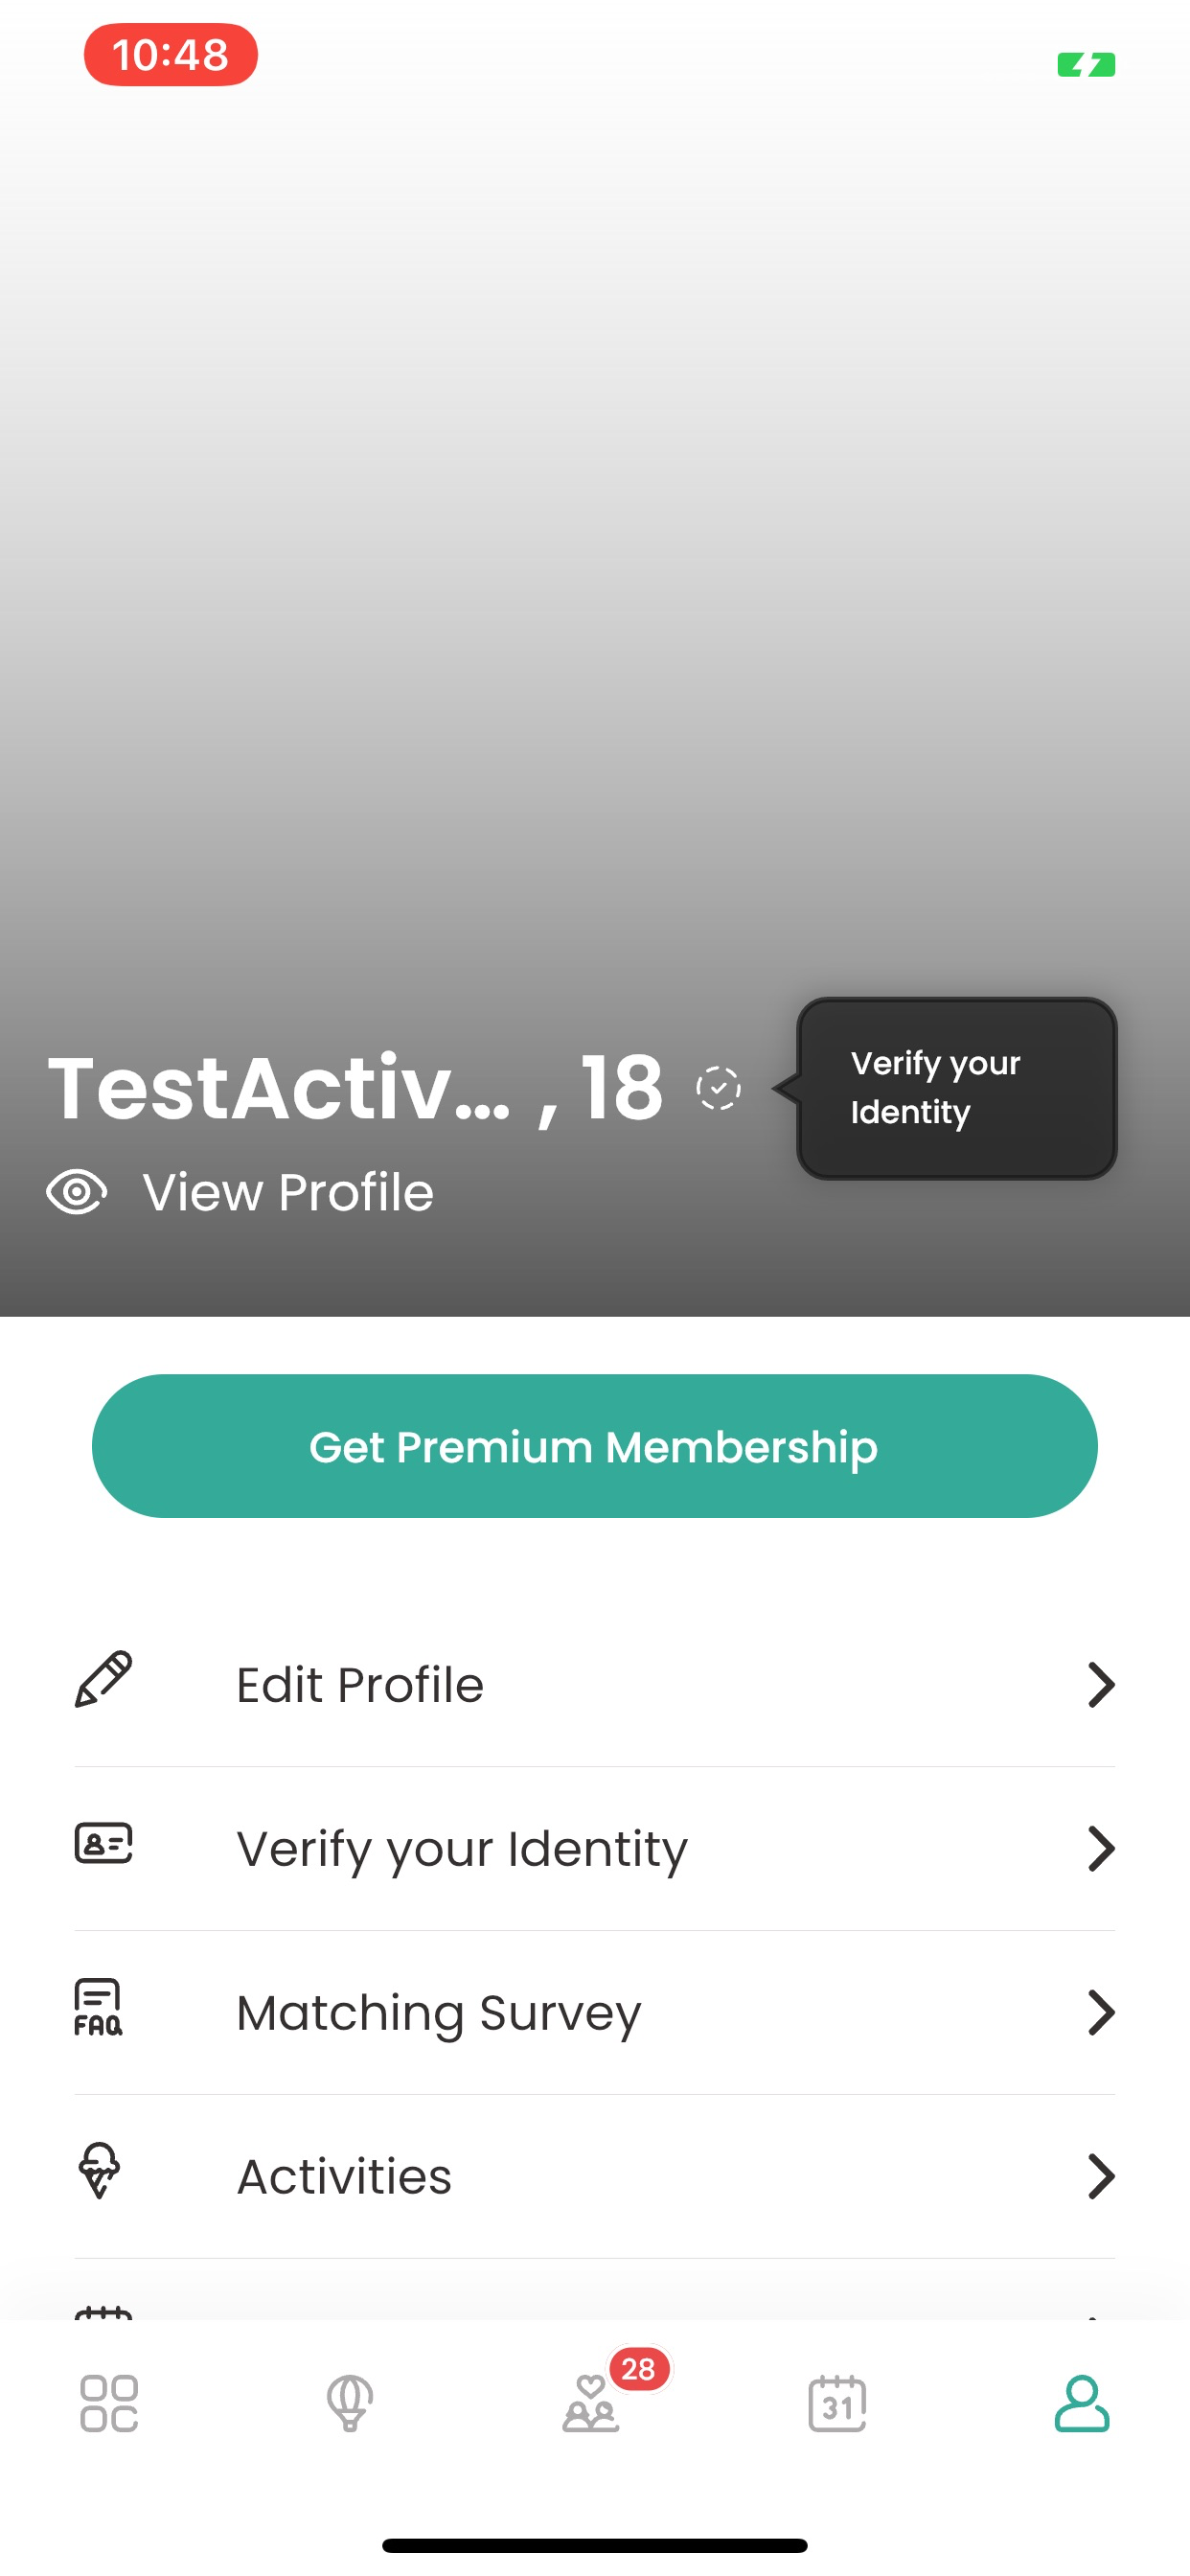 10:48
TestActiv... , 18
Verify your
Identity
View Profile
Get Premium Membership
Edit Profile
Verify your Identity
FAQ
Matching Survey
Activities
28
31